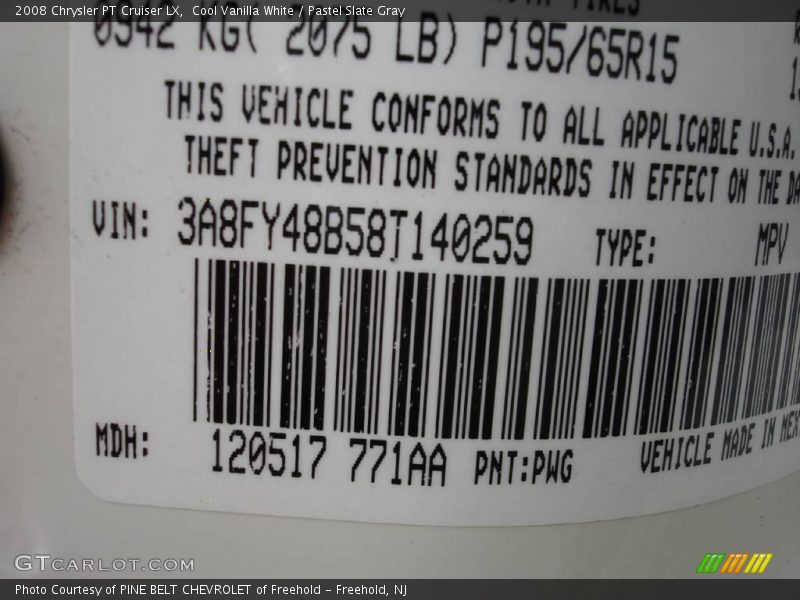 2008 Chrysler PT Cruiser LX,  Cool Vanilla White / Pastel Slate Gray
0942 KG( 2075 LB) P195/65R15
THIS VEHICLE CONFORMS TO ALL APPLICABLE U.S.A.
THEFT PREVENTION STANDARDS IN EFFECT ON THE DA
VIN: 3A8FY48B58T140259 TYPE: MPV
MDH: 120517 771AA PNT:PWG VEHICLE MADE IN MEX
GTCARLOT.COM
Photo Courtesy of PINE BELT CHEVROLET of Freehold - Freehold, NJ